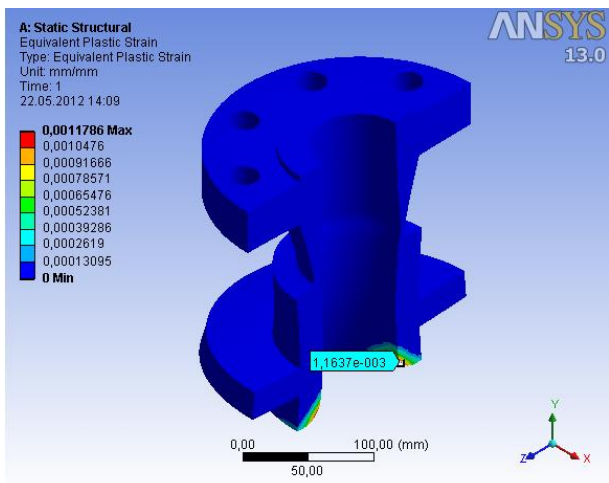 A: Static Structural
Equivalent Plastic Strain
Type: Equivalent Plastic Strain
Unit: mm/mm
Time: 1
22.05.2012 14:09
0,0011786 Max
0,0010476
0,00091666
0,00078571
0,00065476
0,00052381
0,00039286
0,0002619
0,00013095
0 Min
ANSYS
13.0
1,1637e-003
0,00
100,00 (mm)
50,00
Y
Z
X